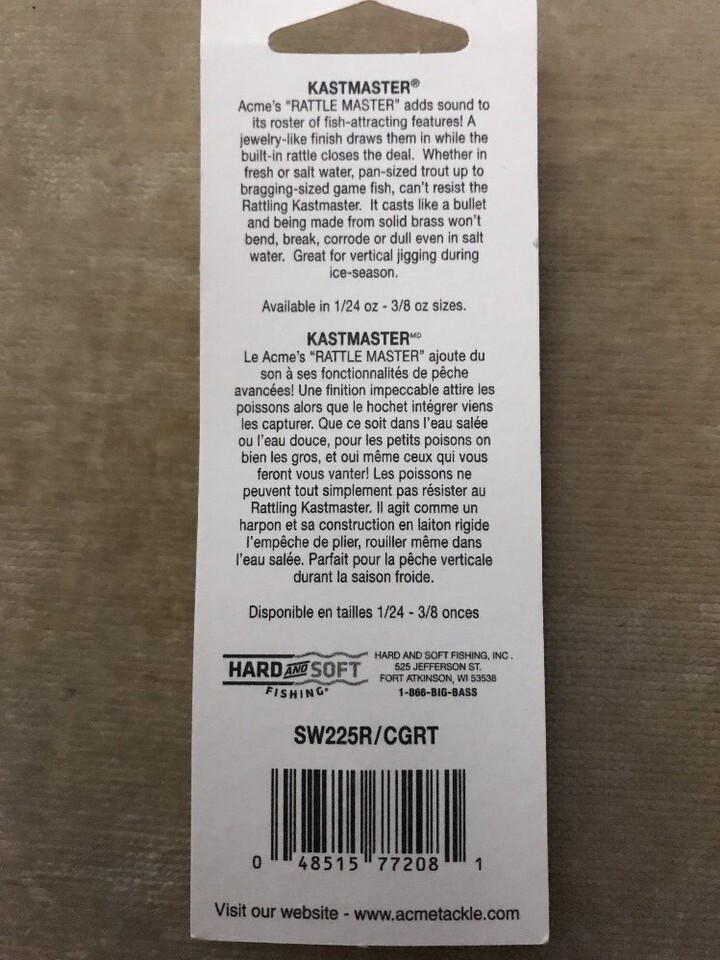 KASTMASTER®
Acme's "RATTLE MASTER" adds sound to
its roster of fish-attracting features! A
jewelry-like finish draws them in while the
built-in rattle closes the deal. Whether in
fresh or salt water, pan-sized trout up to
bragging-sized game fish, can't resist the
Rattling Kastmaster. It casts like a bullet
and being made from solid brass won't
bend, break, corrode or dull even in salt
water. Great for vertical jigging during
ice-season.
Available in 1/24 oz - 3/8 oz sizes.
KASTMASTER MD
Le Acme's "RATTLE MASTER" ajoute du
son à ses fonctionnalités de pêche
avancées! Une finition impeccable attire les
poissons alors que le hochet intégrer viens
les capturer. Que ce soit dans l'eau salée
ou l'eau douce, pour les petits poisons on
bien les gros, et oui même ceux qui vous
feront vous vanter! Les poissons ne
peuvent tout simplement pas résister au
Rattling Kastmaster. Il agit comme un
harpon et sa construction en laiton rigide
l'empêche de plier, rouiller même dans
l'eau salée. Parfait pour la pêche verticale
durant la saison froide.
Disponible en tailles 1/24 - 3/8 onces
HARD AND SOFT
FISHING®
HARD AND SOFT FISHING, INC.
525 JEFFERSON ST.
FORT ATKINSON, WI 53538
1-866-BIG-BASS
SW225R/CGRT
0 48515 77208 1
Visit our website - www.acmetackle.com